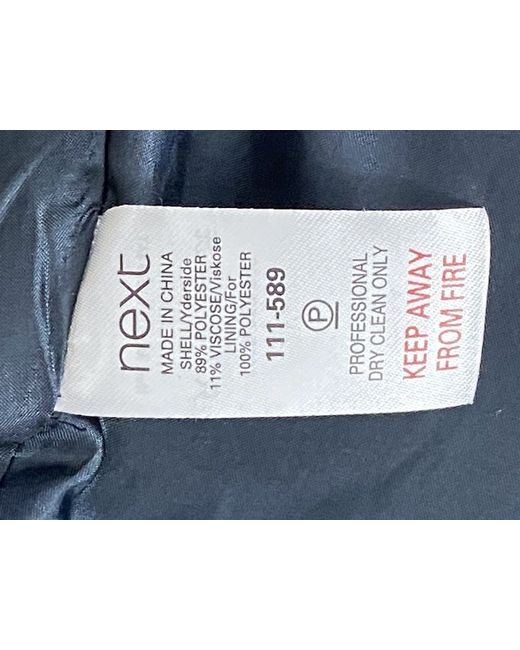 next
MADE IN CHINA
SHELL/Yderside
89% POLYESTER
11% VISCOSE/Viskose
LINING/For
100% POLYESTER
111-589
P
PROFESSIONAL
DRY CLEAN ONLY
KEEP AWAY
FROM FIRE